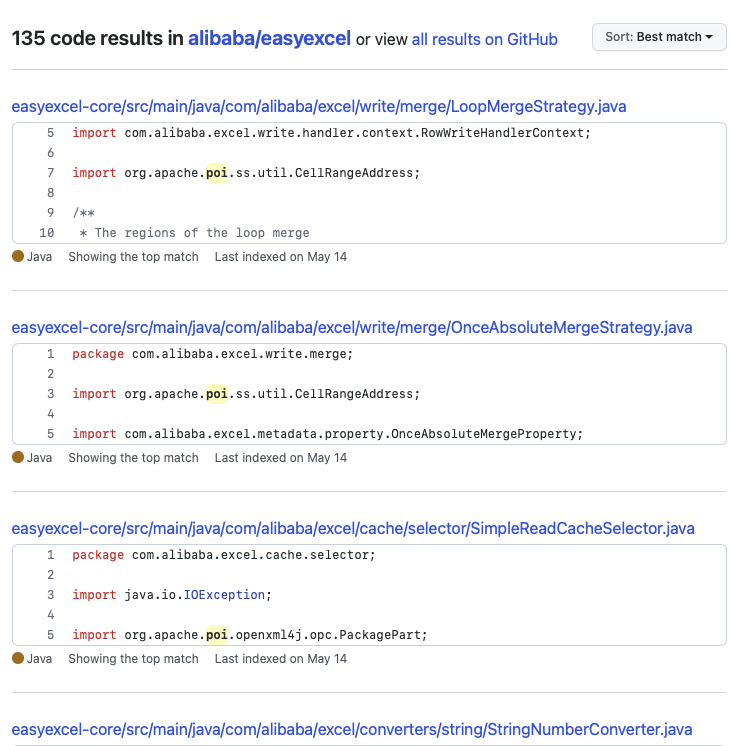 135 code results in alibaba/easyexcel or view all results on GitHub
Sort: Best match
easyexcel-core/src/main/java/com/alibaba/excel/write/merge/LoopMergeStrategy.java
5 import com.alibaba.excel.write.handler.context.RowWriteHandlerContext;
6
7 import org.apache.poi.ss.util.CellRangeAddress;
8
9 /**
10 * The regions of the loop merge
Java Showing the top match Last indexed on May 14
easyexcel-core/src/main/java/com/alibaba/excel/write/merge/OnceAbsoluteMergeStrategy.java
1 package com.alibaba.excel.write.merge;
2
3 import org.apache.poi.ss.util.CellRangeAddress;
4
5 import com.alibaba.excel.metadata.property.OnceAbsoluteMergeProperty;
Java Showing the top match Last indexed on May 14
easyexcel-core/src/main/java/com/alibaba/excel/cache/selector/SimpleReadCacheSelector.java
1 package com.alibaba.excel.cache.selector;
2
3 import java.io.IOException;
4
5 import org.apache.poi.openxml4j.opc.PackagePart;
Java Showing the top match Last indexed on May 14
easyexcel-core/src/main/java/com/alibaba/excel/converters/string/StringNumberConverter.java